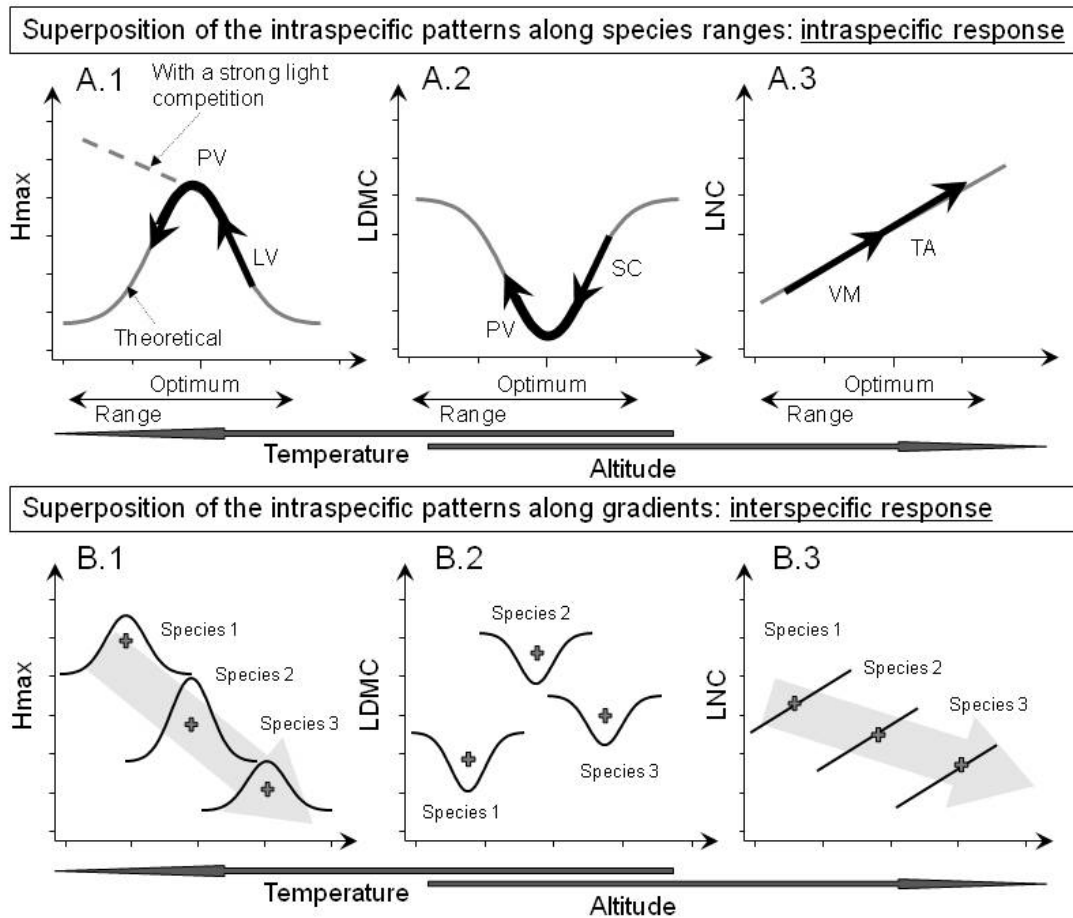 Superposition of the intraspecific patterns along species ranges: intraspecific response
A.1
With a strong light
competition
PV
Hmax
LV
Theoretical
Optimum
Range
A.2
LDMC
SC
PV
Optimum
Range
A.3
LNC
TA
VM
Optimum
Range
Temperature
Altitude
Superposition of the intraspecific patterns along gradients: interspecific response
B.1
Hmax
Species 1
Species 2
Species 3
B.2
LDMC
Species 2
Species 3
Species 1
B.3
LNC
Species 1
Species 2
Species 3
Temperature
Altitude